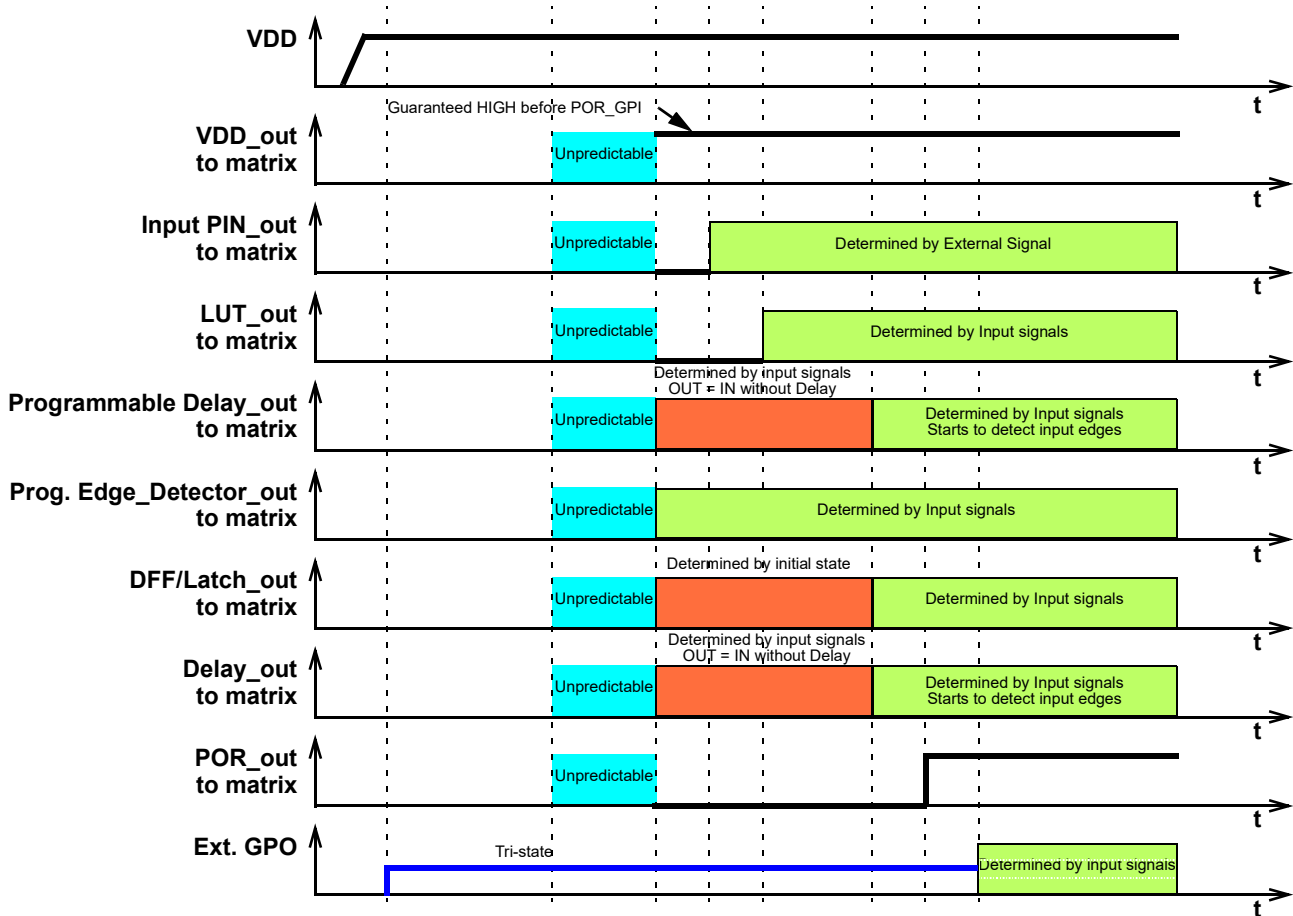 VDD
t
Guaranteed HIGH before POR_GPI
VDD_out
to matrix
Unpredictable
t
Input PIN_out
to matrix
Unpredictable
Determined by External Signal
t
LUT_out
to matrix
Unpredictable
Determined by Input signals
t
Determined by input signals
OUT = IN without Delay
Programmable Delay_out
to matrix
Unpredictable
Determined by Input signals
Starts to detect input edges
t
Prog. Edge_Detector_out
to matrix
Unpredictable
Determined by Input signals
t
Determined by initial state
DFF/Latch_out
to matrix
Unpredictable
Determined by Input signals
t
Determined by input signals
OUT = IN without Delay
Delay_out
to matrix
Unpredictable
Determined by Input signals
Starts to detect input edges
t
POR_out
to matrix
Unpredictable
t
Ext. GPO
Tri-state
Determined by input signals
t